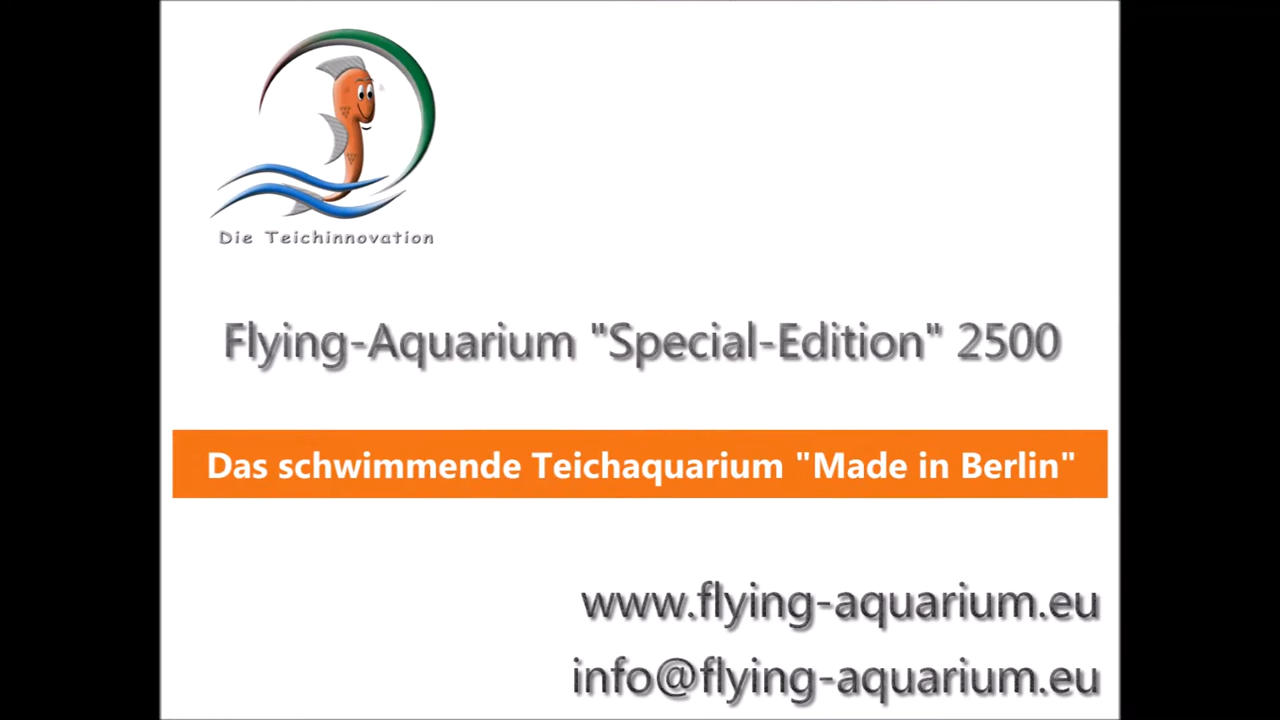 Die Teichinnovation
Flying-Aquarium "Special-Edition" 2500
Das schwimmende Teichaquarium "Made in Berlin"
www.flying-aquarium.eu
info@flying-aquarium.eu